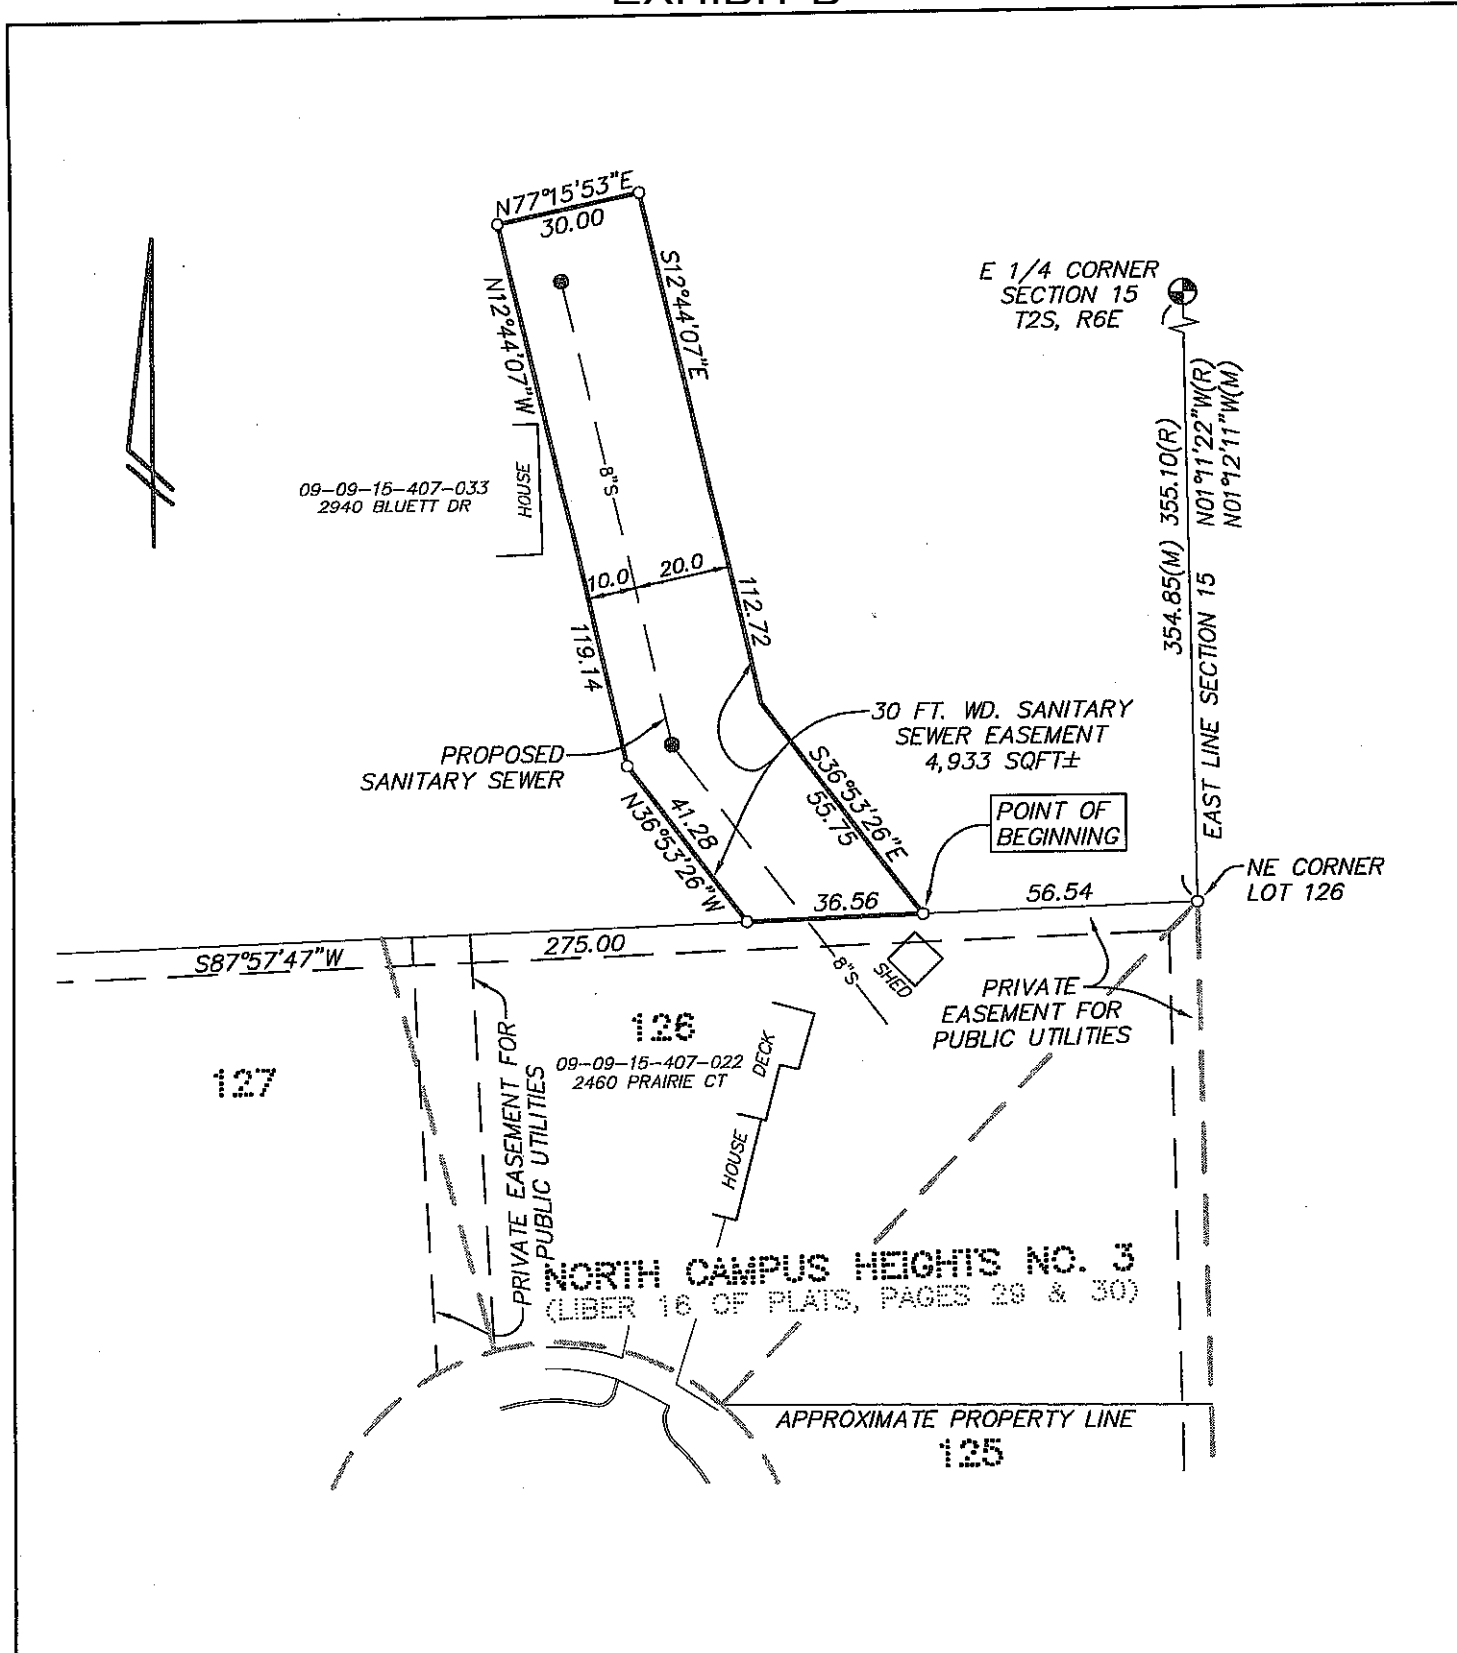 N77°15'53"E
30.00
S12°44'07"E
N12°44'07"W
E 1/4 CORNER
SECTION 15
T2S, R6E
354.85(M) 355.10(R)
N01°11'22"W(R)
N01°12'11"W(M)
09-09-15-407-033
2940 BLUETT DR
HOUSE
8"S
10.0
20.0
112.72
119.14
EAST LINE SECTION 15
30 FT. WD. SANITARY
SEWER EASEMENT
4,933 SQFT±
PROPOSED
SANITARY SEWER
S36°53'26"E
55.75
41.28
N36°53'26"W
POINT OF
BEGINNING
NE CORNER
LOT 126
36.56
56.54
275.00
S87°57'47"W
8"S
SHED
PRIVATE
EASEMENT FOR
PUBLIC UTILITIES
126
09-09-15-407-022
2460 PRAIRIE CT
DECK
HOUSE
127
PRIVATE EASEMENT FOR
PUBLIC UTILITIES
NORTH CAMPUS HEIGHTS NO. 3
(LIBER 16 OF PLATS, PAGES 29 & 30)
APPROXIMATE PROPERTY LINE
125